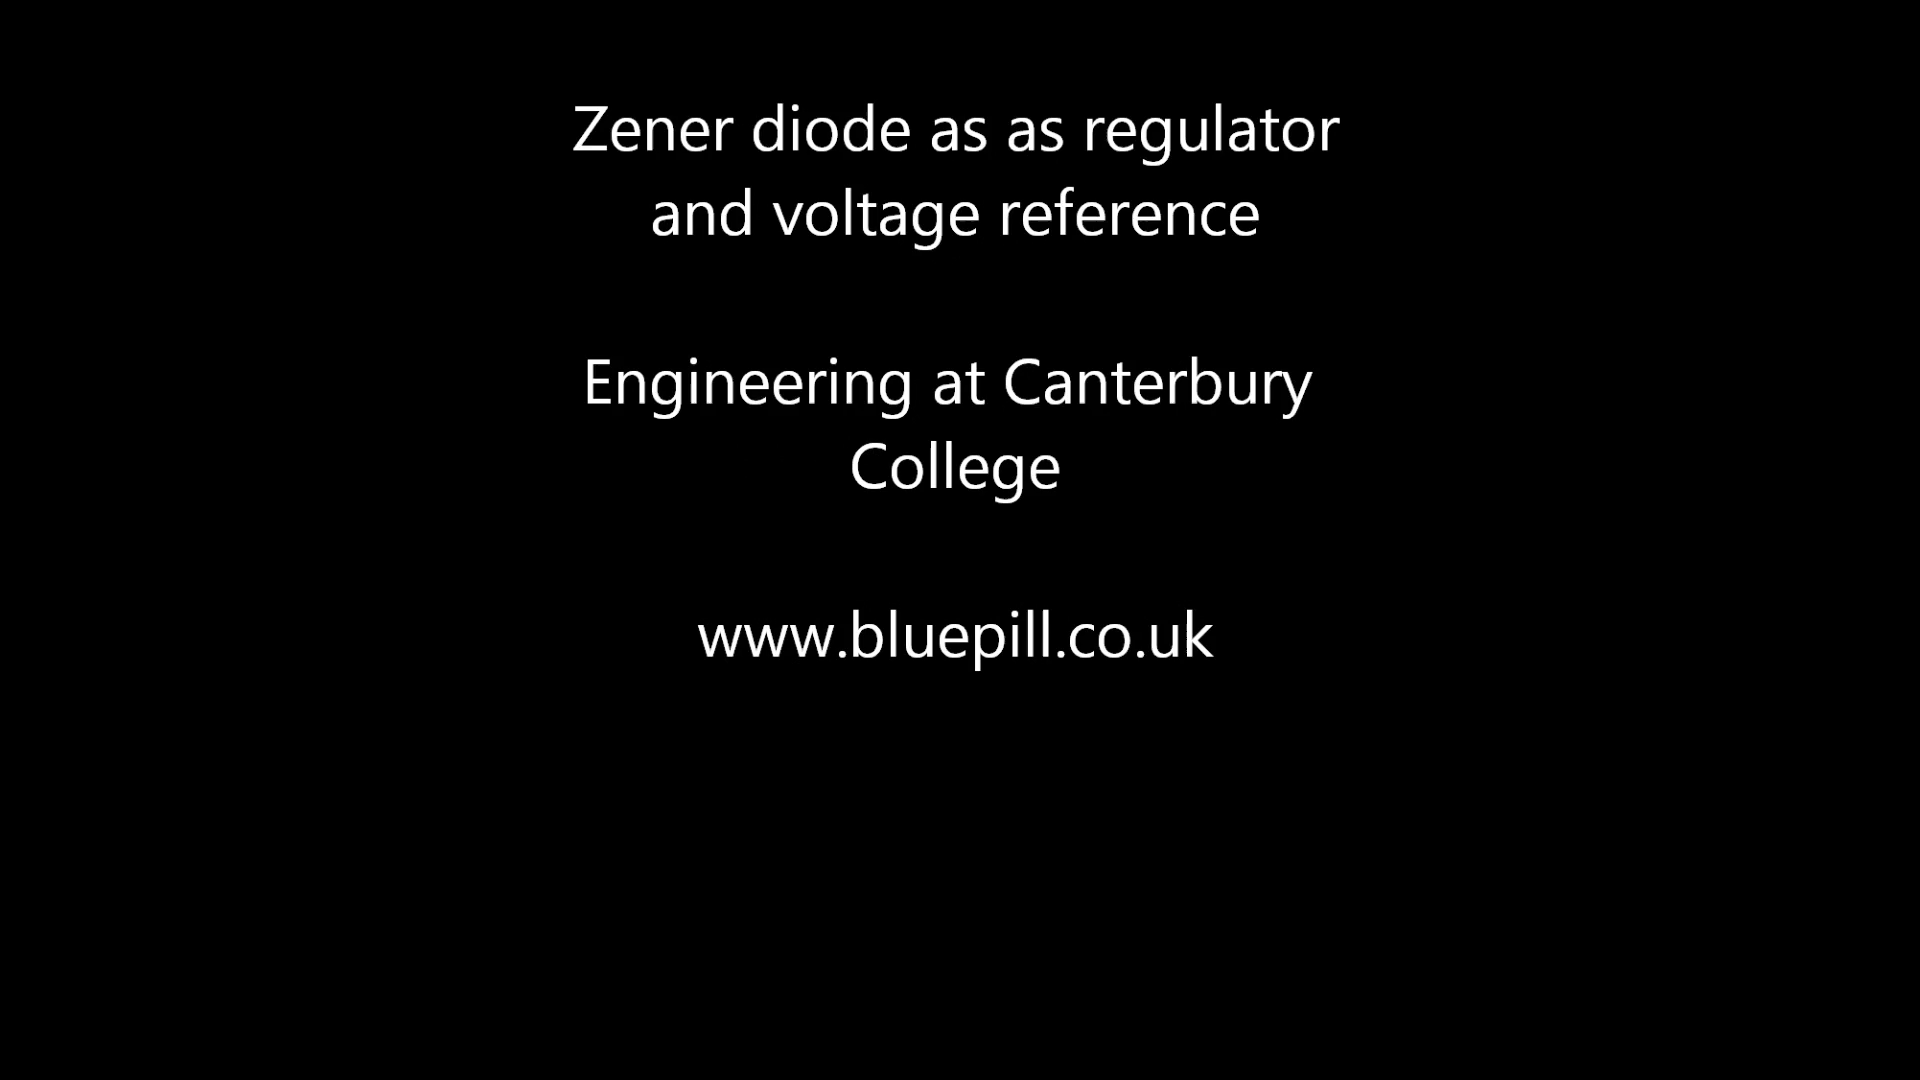 Zener diode as as regulator
and voltage reference
Engineering at Canterbury
College
www.bluepill.co.uk